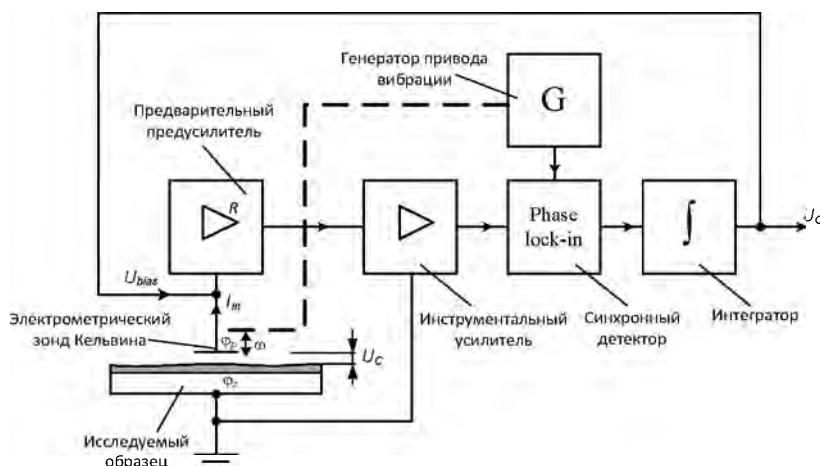 Генератор привода
вибрации
G
Предварительный
предусилитель
R
Phase
lock-in
∫
U_bias
I_m
Электрометрический
зонд Кельвина
φ_p
ω
U_C
Инструментальный
усилитель
Синхронный
детектор
Интегратор
Исследуемый
образец